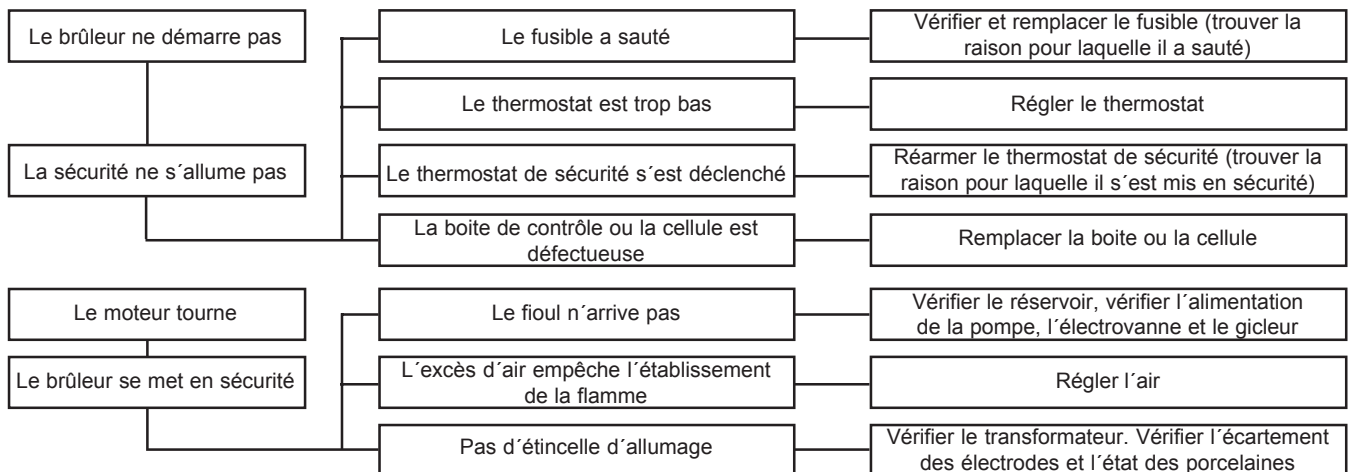 Le brûleur ne démarre pas
Le fusible a sauté
Vérifier et remplacer le fusible (trouver la
raison pour laquelle il a sauté)
Le thermostat est trop bas
Régler le thermostat
La sécurité ne s´allume pas
Le thermostat de sécurité s´est déclenché
Réarmer le thermostat de sécurité (trouver la
raison pour laquelle il s´est mis en sécurité)
La boite de contrôle ou la cellule est
défectueuse
Remplacer la boite ou la cellule
Le moteur tourne
Le fioul n´arrive pas
Vérifier le réservoir, vérifier l´alimentation
de la pompe, l´électrovanne et le gicleur
Le brûleur se met en sécurité
L´excès d´air empêche l´établissement
de la flamme
Régler l´air
Pas d´étincelle d´allumage
Vérifier le transformateur. Vérifier l´écartement
des électrodes et l´état des porcelaines